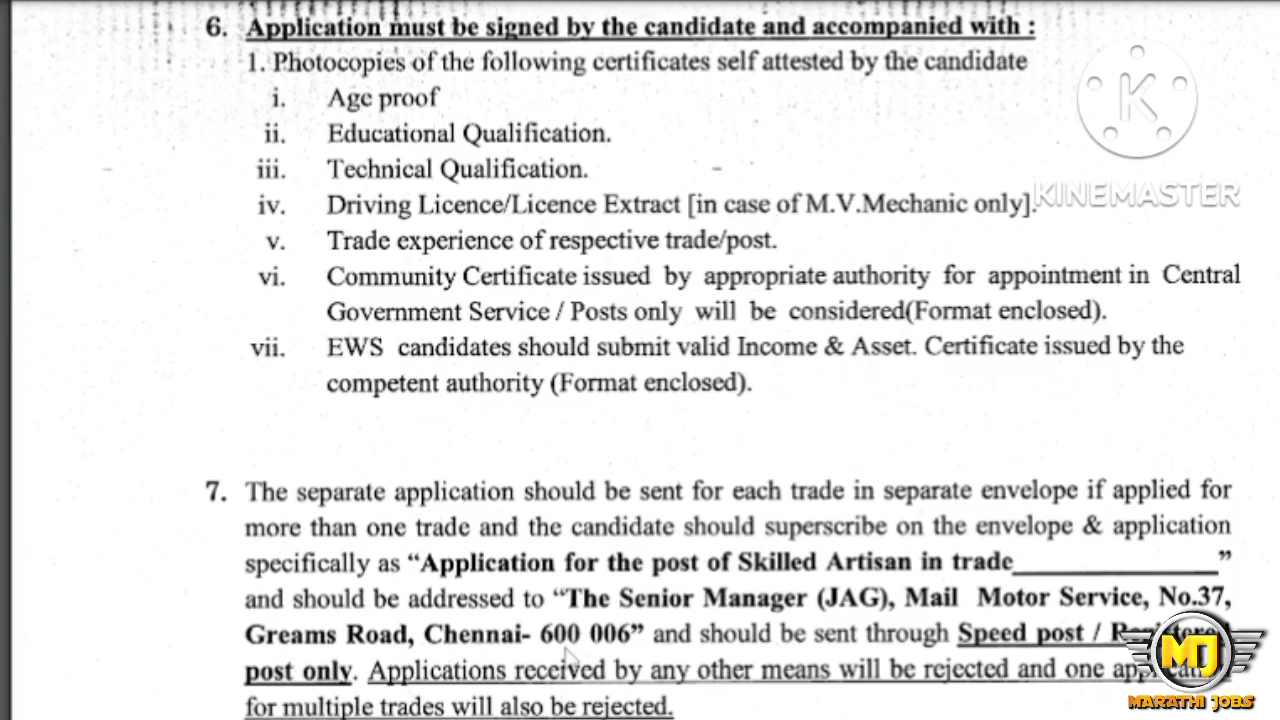 6. Application must be signed by the candidate and accompanied with :
1. Photocopies of the following certificates self attested by the candidate
i. Age proof
ii. Educational Qualification.
iii. Technical Qualification.
iv. Driving Licence/Licence Extract [in case of M.V.Mechanic only].
v. Trade experience of respective trade/post.
vi. Community Certificate issued by appropriate authority for appointment in Central
Government Service / Posts only will be considered(Format enclosed).
vii. EWS candidates should submit valid Income & Asset. Certificate issued by the
competent authority (Format enclosed).
7. The separate application should be sent for each trade in separate envelope if applied for
more than one trade and the candidate should superscribe on the envelope & application
specifically as “Application for the post of Skilled Artisan in trade______________”
and should be addressed to “The Senior Manager (JAG), Mail Motor Service, No.37,
Greams Road, Chennai- 600 006” and should be sent through Speed post /
post only. Applications received by any other means will be rejected and one
for multiple trades will also be rejected.
K
KINEMASTER
MJ
MARATHI JOBS